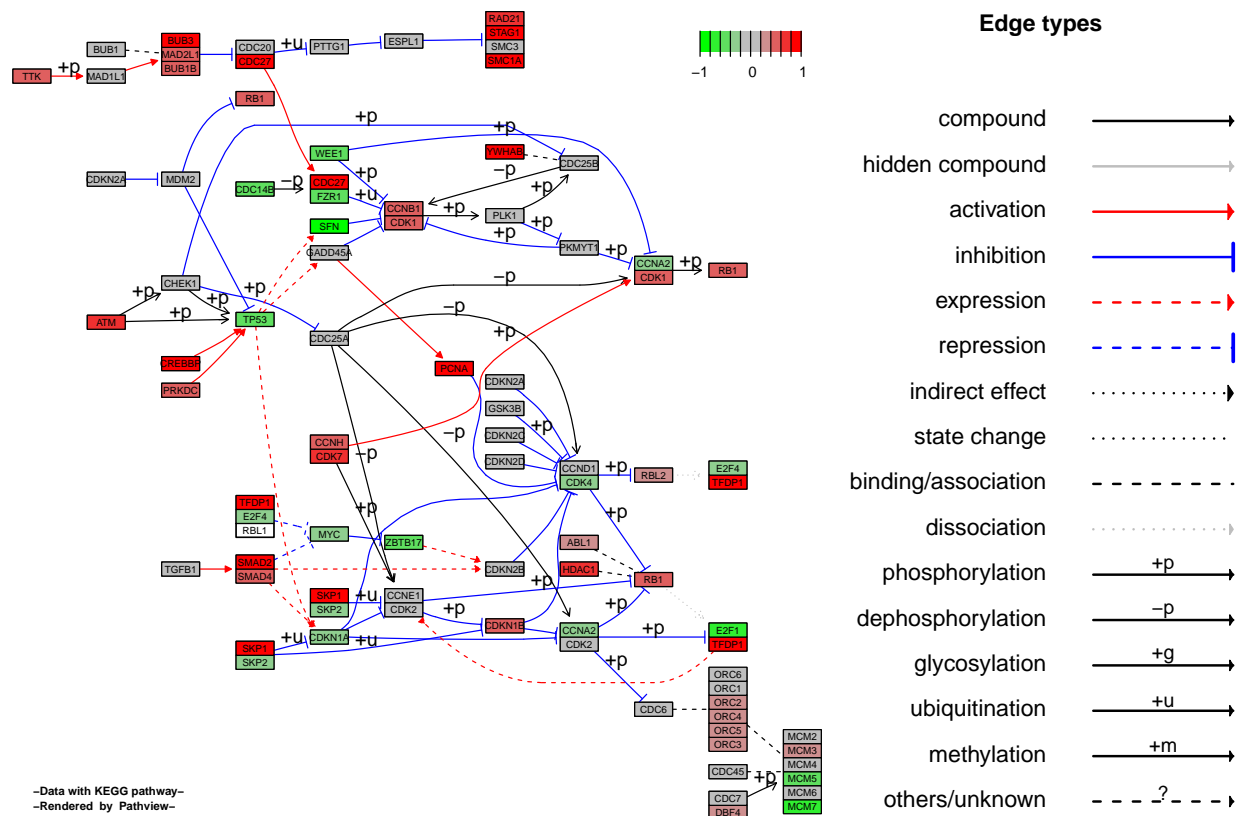 RAD21
STAG1
SMC3
SMC1A
BUB3
MAD2L1
BUB1B
BUB1
CDC20
CDC27
+u
PTTG1
ESPL1
TTK
+p
MAD1L1
−1
0
1
Edge types
RB1
+p
+p
WEE1
YWHAB
CDC25B
CDKN2A
MDM2
CDC14B
−p
CDC27
FZR1
+p
+u
−p
+p
SFN
GADD45A
CCNB1
CDK1
+p
PLK1
+p
+p
PKMYT1
+p
CCNA2
CDK1
+p
RB1
CHEK1
+p
+p
+p
ATM
+p
TP53
−p
−p
+p
CDC25A
CREBBP
PRKDC
PCNA
CDKN2A
GSK3B
CDKN2C
CDKN2D
+p
CCNH
CDK7
−p
−p
CCND1
CDK4
+p
RBL2
E2F4
TFDP1
TFDP1
E2F4
RBL1
+p
MYC
ZBTB17
+p
ABL1
TGFB1
SMAD2
SMAD4
CDKN2B
HDAC1
RB1
+p
SKP1
SKP2
+u
CCNE1
CDK2
+p
+p
CDKN1A
+u
+u
CDKN1B
CCNA2
CDK2
+p
E2F1
TFDP1
SKP1
SKP2
+p
CDC6
ORC6
ORC1
ORC2
ORC4
ORC5
ORC3
MCM2
MCM3
MCM4
MCM5
MCM6
MCM7
CDC45
+p
CDC7
DBF4
compound
hidden compound
activation
inhibition
expression
repression
indirect effect
state change
binding/association
dissociation
phosphorylation +p
dephosphorylation −p
glycosylation +g
ubiquitination +u
methylation +m
others/unknown ?
−Data with KEGG pathway−
−Rendered by Pathview−